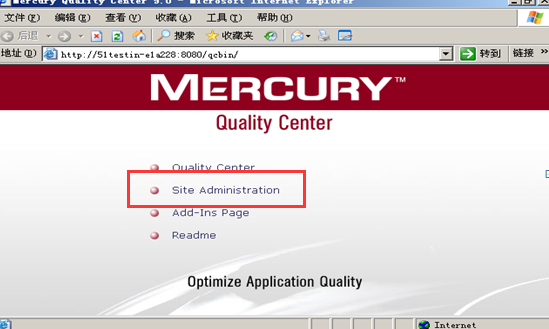 Mercury Quality Center 9.0 - Microsoft Internet Explorer
文件(F) 编辑(E) 查看(V) 收藏(A) 工具(T) 帮助(H)
后退 搜索 收藏夹
地址(D) http://51testin-e1a228:8080/qcbin/ 转到 链接 »
MERCURY™
Quality Center
Quality Center
Site Administration
Add-Ins Page
Readme
Optimize Application Quality
Internet